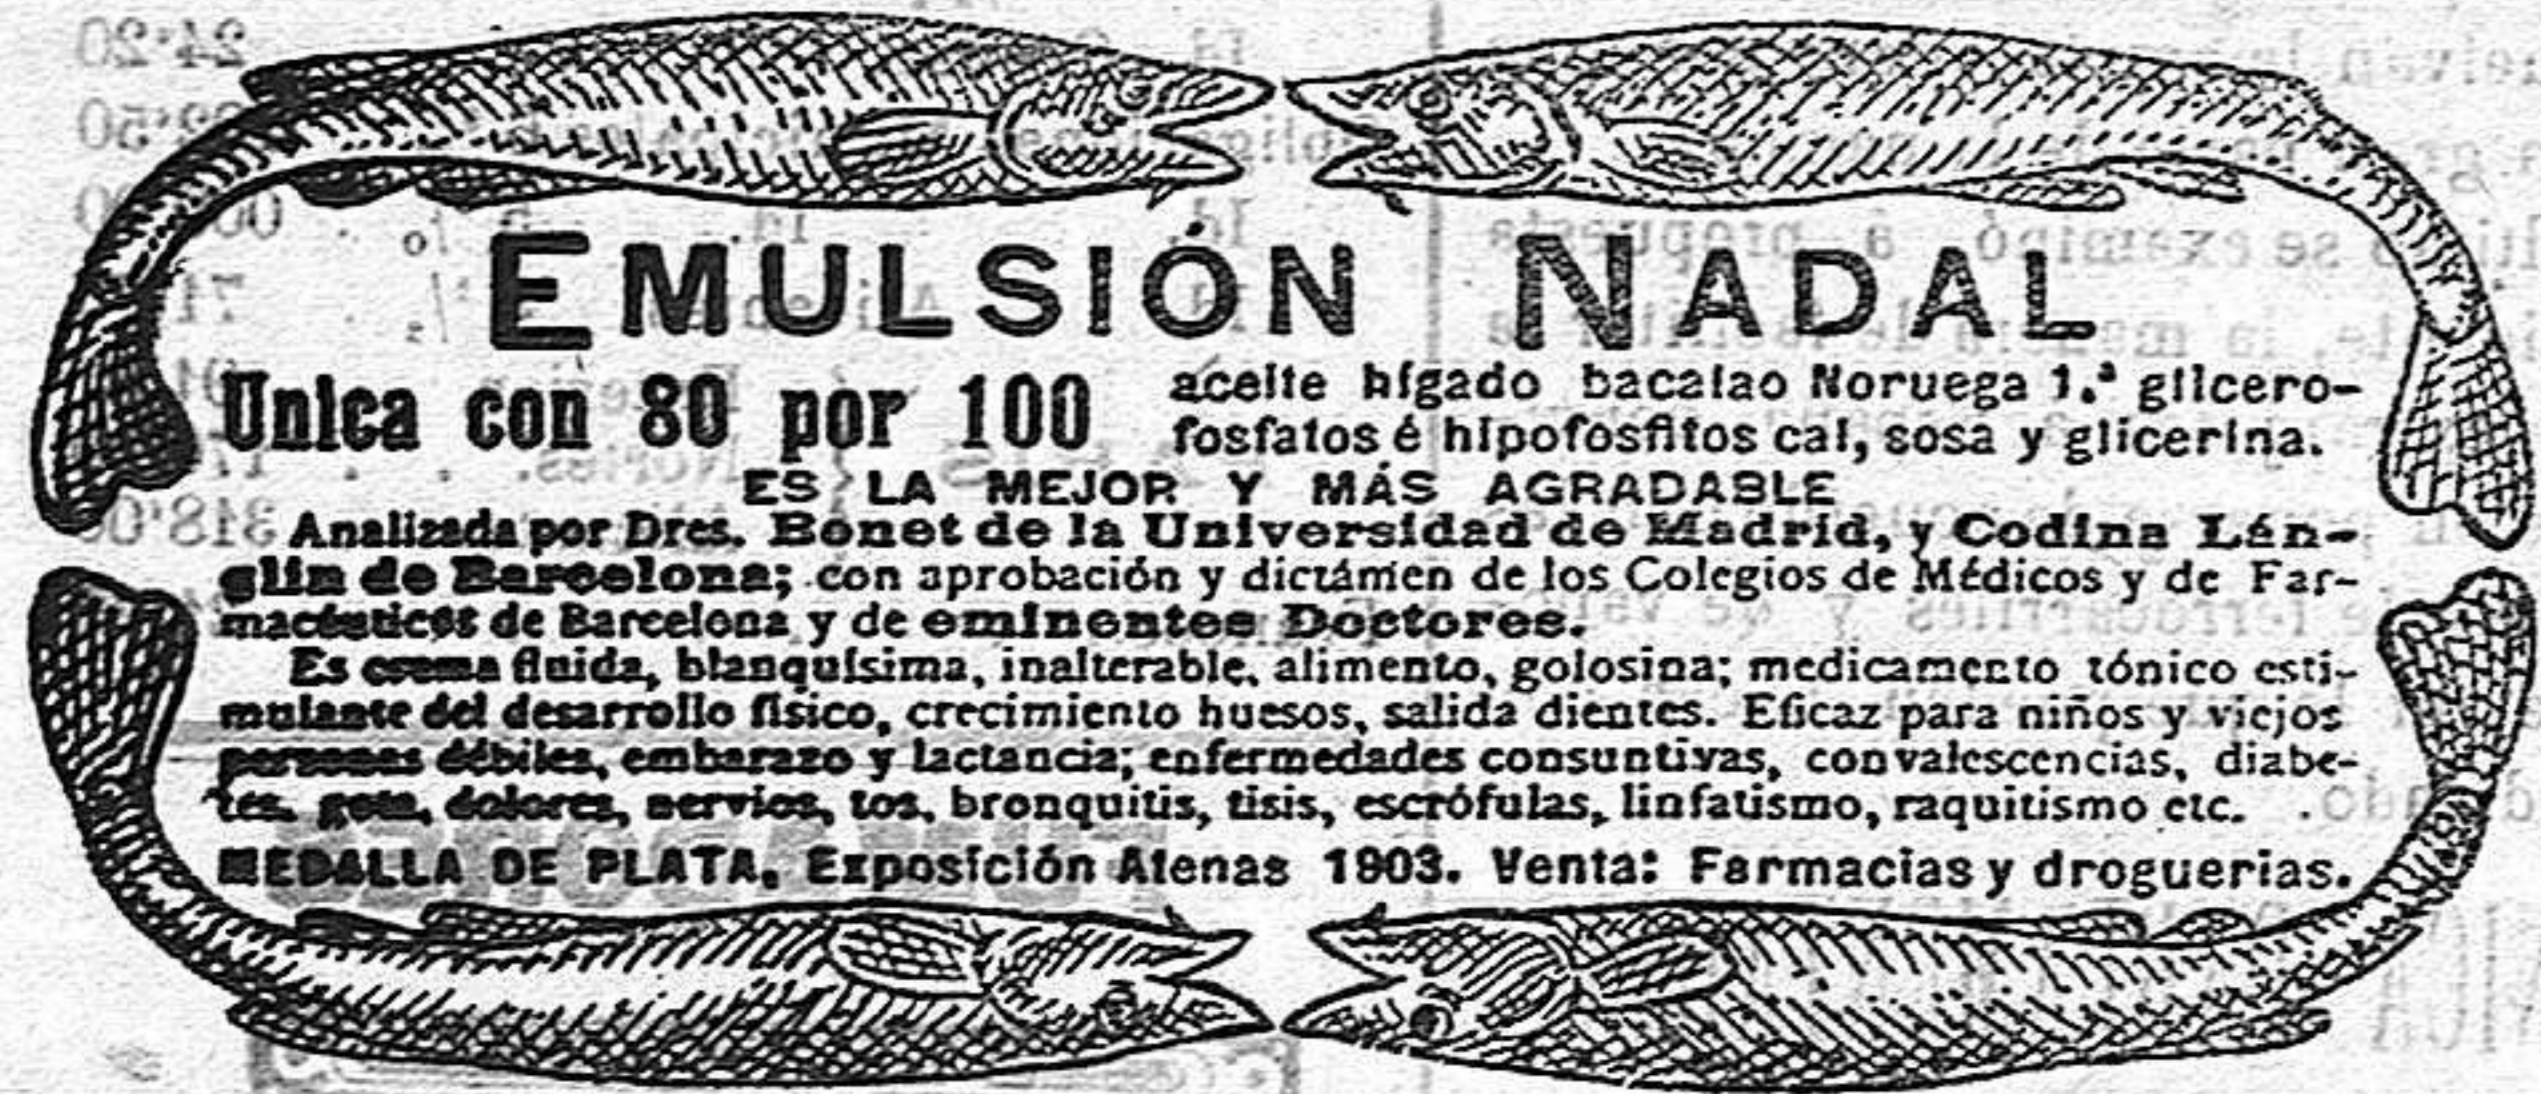 EMULSIÓN NADAL
Unica con 80 por 100 aceite hígado bacalao Noruega 1.ª glicero-
fosfatos é hipofosfitos cal, sosa y glicerina.
ES LA MEJOR Y MÁS AGRADABLE
Analizada por Dres. Bonet de la Universidad de Madrid, y Codina Lán-
glin de Barcelona; con aprobación y dictámen de los Colegios de Médicos y de Far-
macéuticos de Barcelona y de eminentes Doctores.
Es crema fluida, blanquísima, inalterable, alimento, golosina; medicamento tónico esti-
mulante del desarrollo físico, crecimiento huesos, salida dientes. Eficaz para niños y viejos
personas débiles, embarazo y lactancia; enfermedades consuntivas, convalescencias, diabe-
tes, gota, dolores, nervios, tos, bronquitis, tisis, escrófulas, linfatismo, raquitismo etc.
MEDALLA DE PLATA, Exposición Atenas 1903. Venta: Farmacias y droguerias.